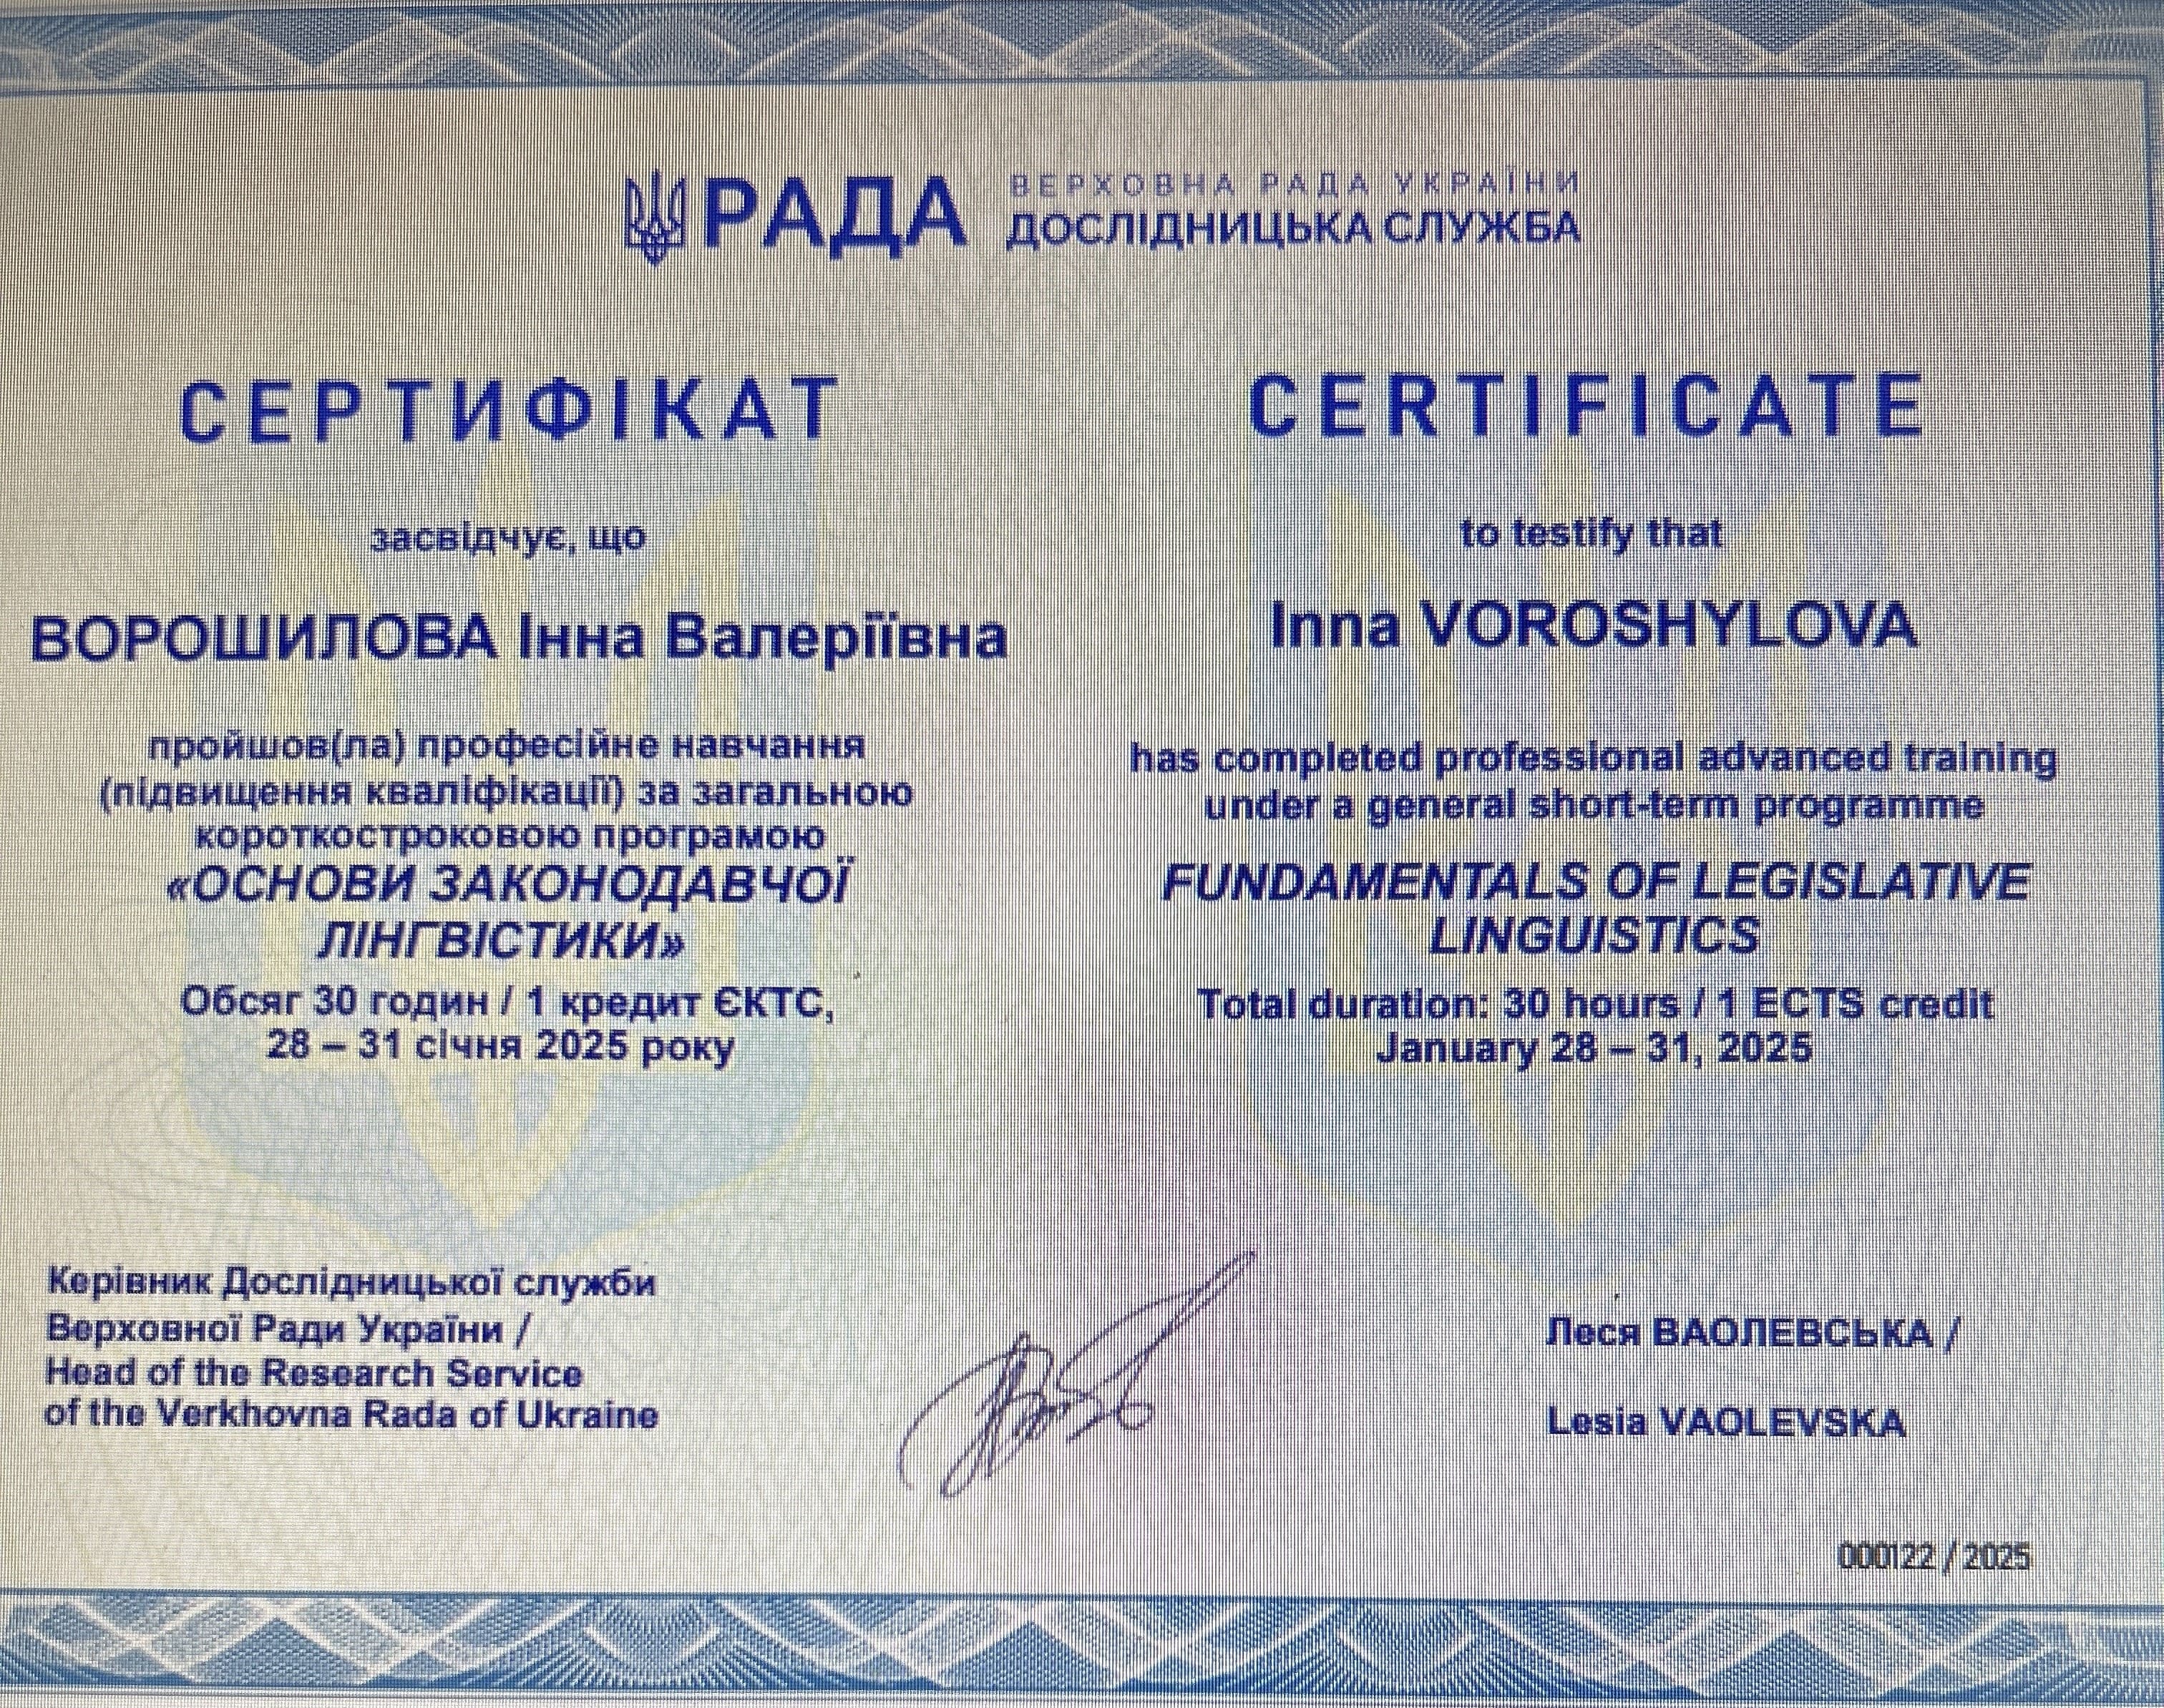 РАДА
ВЕРХОВНА РАДА УКРАЇНИ
ДОСЛІДНИЦЬКА СЛУЖБА
СЕРТИФІКАТ
засвідчує, що
ВОРОШИЛОВА Інна Валеріївна
пройшов(ла) професійне навчання
(підвищення кваліфікації) за загальною
короткостроковою програмою
«ОСНОВИ ЗАКОНОДАВЧОЇ
ЛІНГВІСТИКИ»
Обсяг 30 годин / 1 кредит ЄКТС,
28 – 31 січня 2025 року
CERTIFICATE
to testify that
Inna VOROSHYLOVA
has completed professional advanced training
under a general short-term programme
FUNDAMENTALS OF LEGISLATIVE
LINGUISTICS
Total duration: 30 hours / 1 ECTS credit
January 28 – 31, 2025
Керівник Дослідницької служби
Верховної Ради України /
Head of the Research Service
of the Verkhovna Rada of Ukraine
Леся ВАОЛЕВСЬКА /
Lesia VAOLEVSKA
000122 / 2025